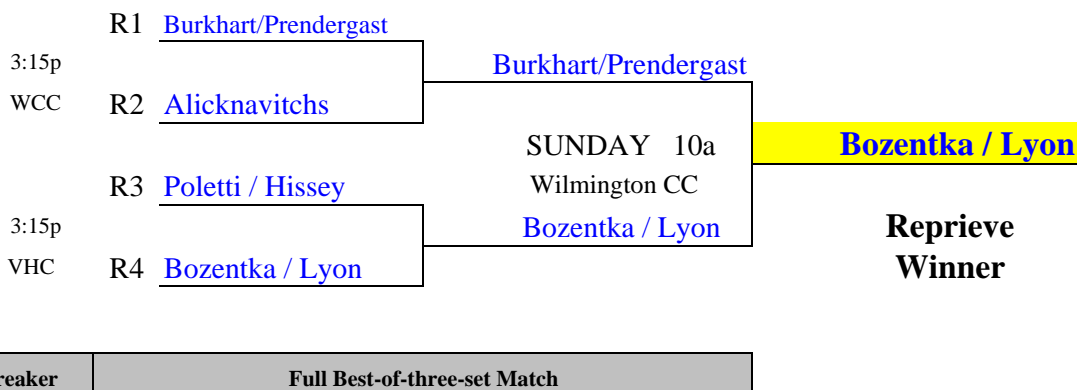 R1 Burkhart/Prendergast
3:15p Burkhart/Prendergast
WCC R2 Alicknavitchs
SUNDAY 10a Bozentka / Lyon
R3 Poletti / Hissey Wilmington CC
3:15p Bozentka / Lyon Reprieve
VHC R4 Bozentka / Lyon Winner
Full Best-of-three-set Match